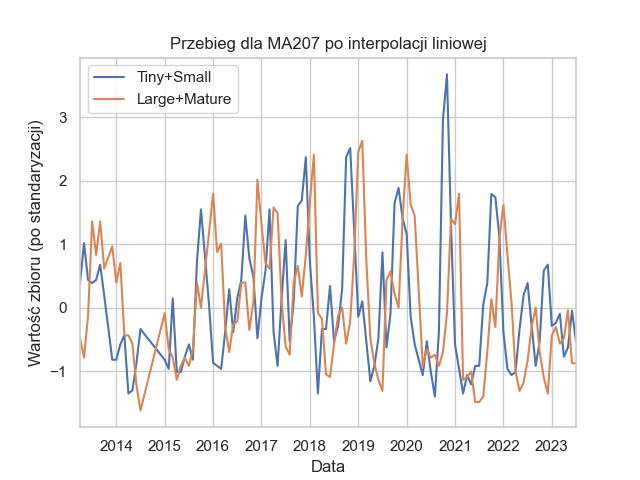 Przebieg dla MA207 po interpolacji liniowej
Tiny+Small
Large+Mature
Wartość zbioru (po standaryzacji)
3
2
1
0
−1
2014 2015 2016 2017 2018 2019 2020 2021 2022 2023
Data